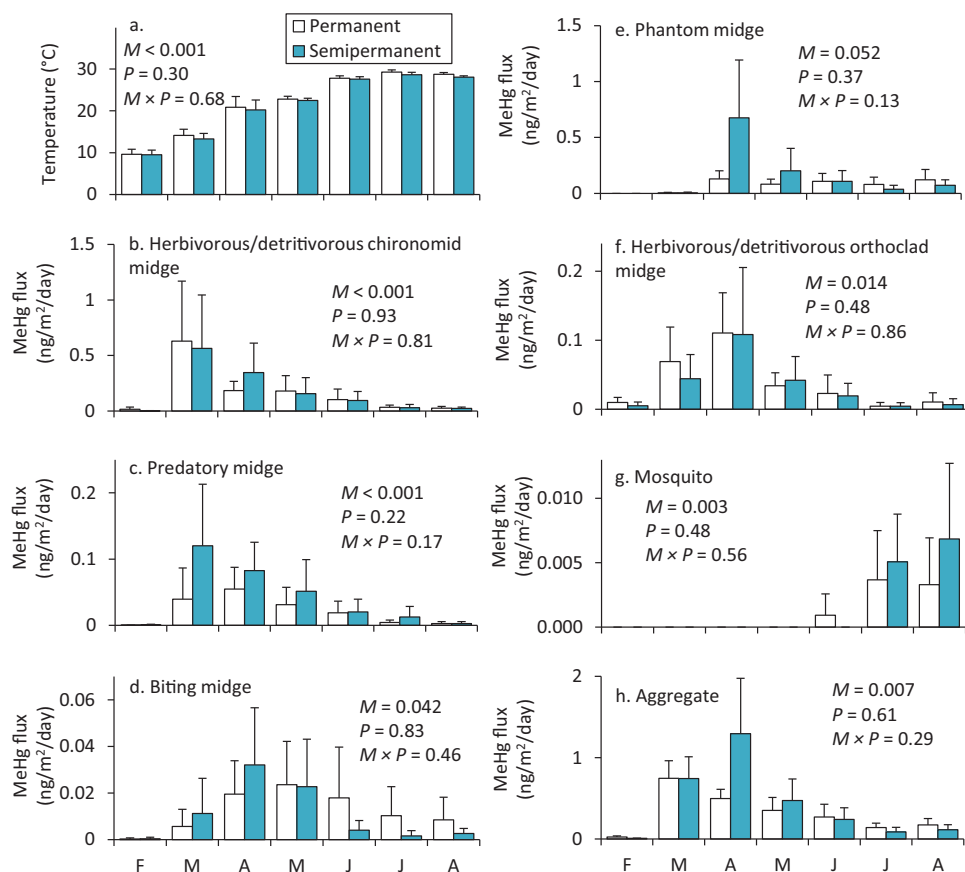 a.
M < 0.001
P = 0.30
M × P = 0.68
Permanent
Semipermanent
Temperature (°C)
40
30
20
10
0
b. Herbivorous/detritivorous chironomid
midge
M < 0.001
P = 0.93
M × P = 0.81
MeHg flux
(ng/m²/day)
1.5
1
0.5
0
c. Predatory midge
M < 0.001
P = 0.22
M × P = 0.17
MeHg flux
(ng/m²/day)
0.2
0.1
0
d. Biting midge
M = 0.042
P = 0.83
M × P = 0.46
MeHg flux
(ng/m²/day)
0.06
0.04
0.02
0
F M A M J J A
e. Phantom midge
M = 0.052
P = 0.37
M × P = 0.13
MeHg flux
(ng/m²/day)
1.5
1
0.5
0
f. Herbivorous/detritivorous orthoclad
midge
M = 0.014
P = 0.48
M × P = 0.86
MeHg flux
(ng/m²/day)
0.2
0.1
0
g. Mosquito
M = 0.003
P = 0.48
M × P = 0.56
MeHg flux
(ng/m²/day)
0.010
0.005
0.000
h. Aggregate
M = 0.007
P = 0.61
M × P = 0.29
MeHg flux
(ng/m²/day)
2
1
0
F M A M J J A